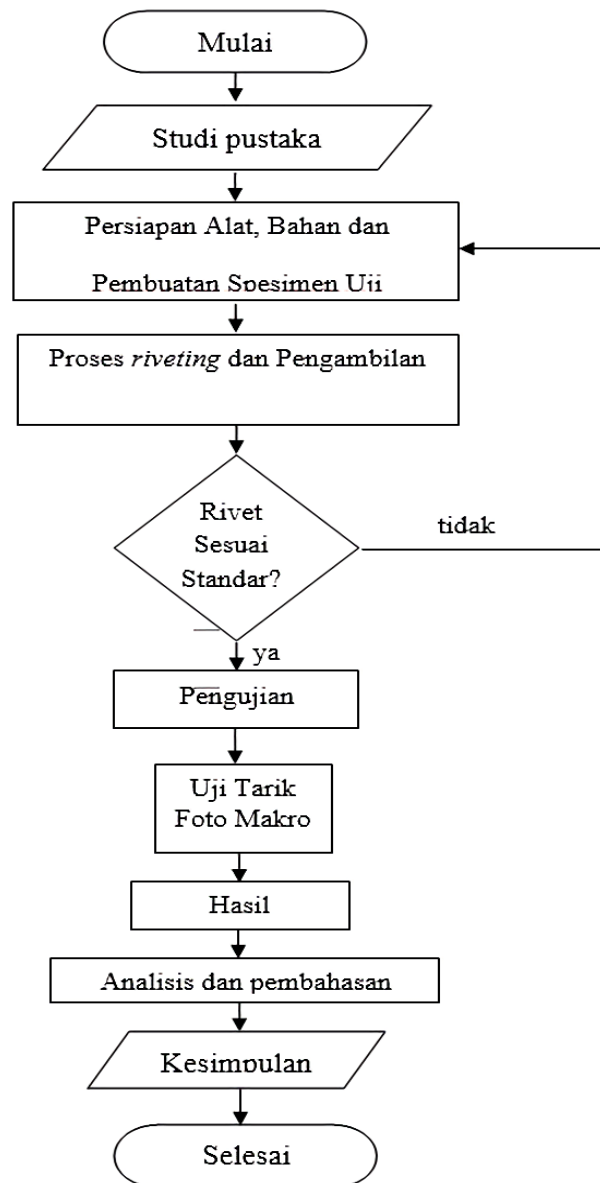 Mulai
Studi pustaka
Persiapan Alat, Bahan dan
Pembuatan Spesimen Uji
Proses riveting dan Pengambilan
Rivet
Sesuai
Standar?
tidak
ya
Pengujian
Uji Tarik
Foto Makro
Hasil
Analisis dan pembahasan
Kesimpulan
Selesai